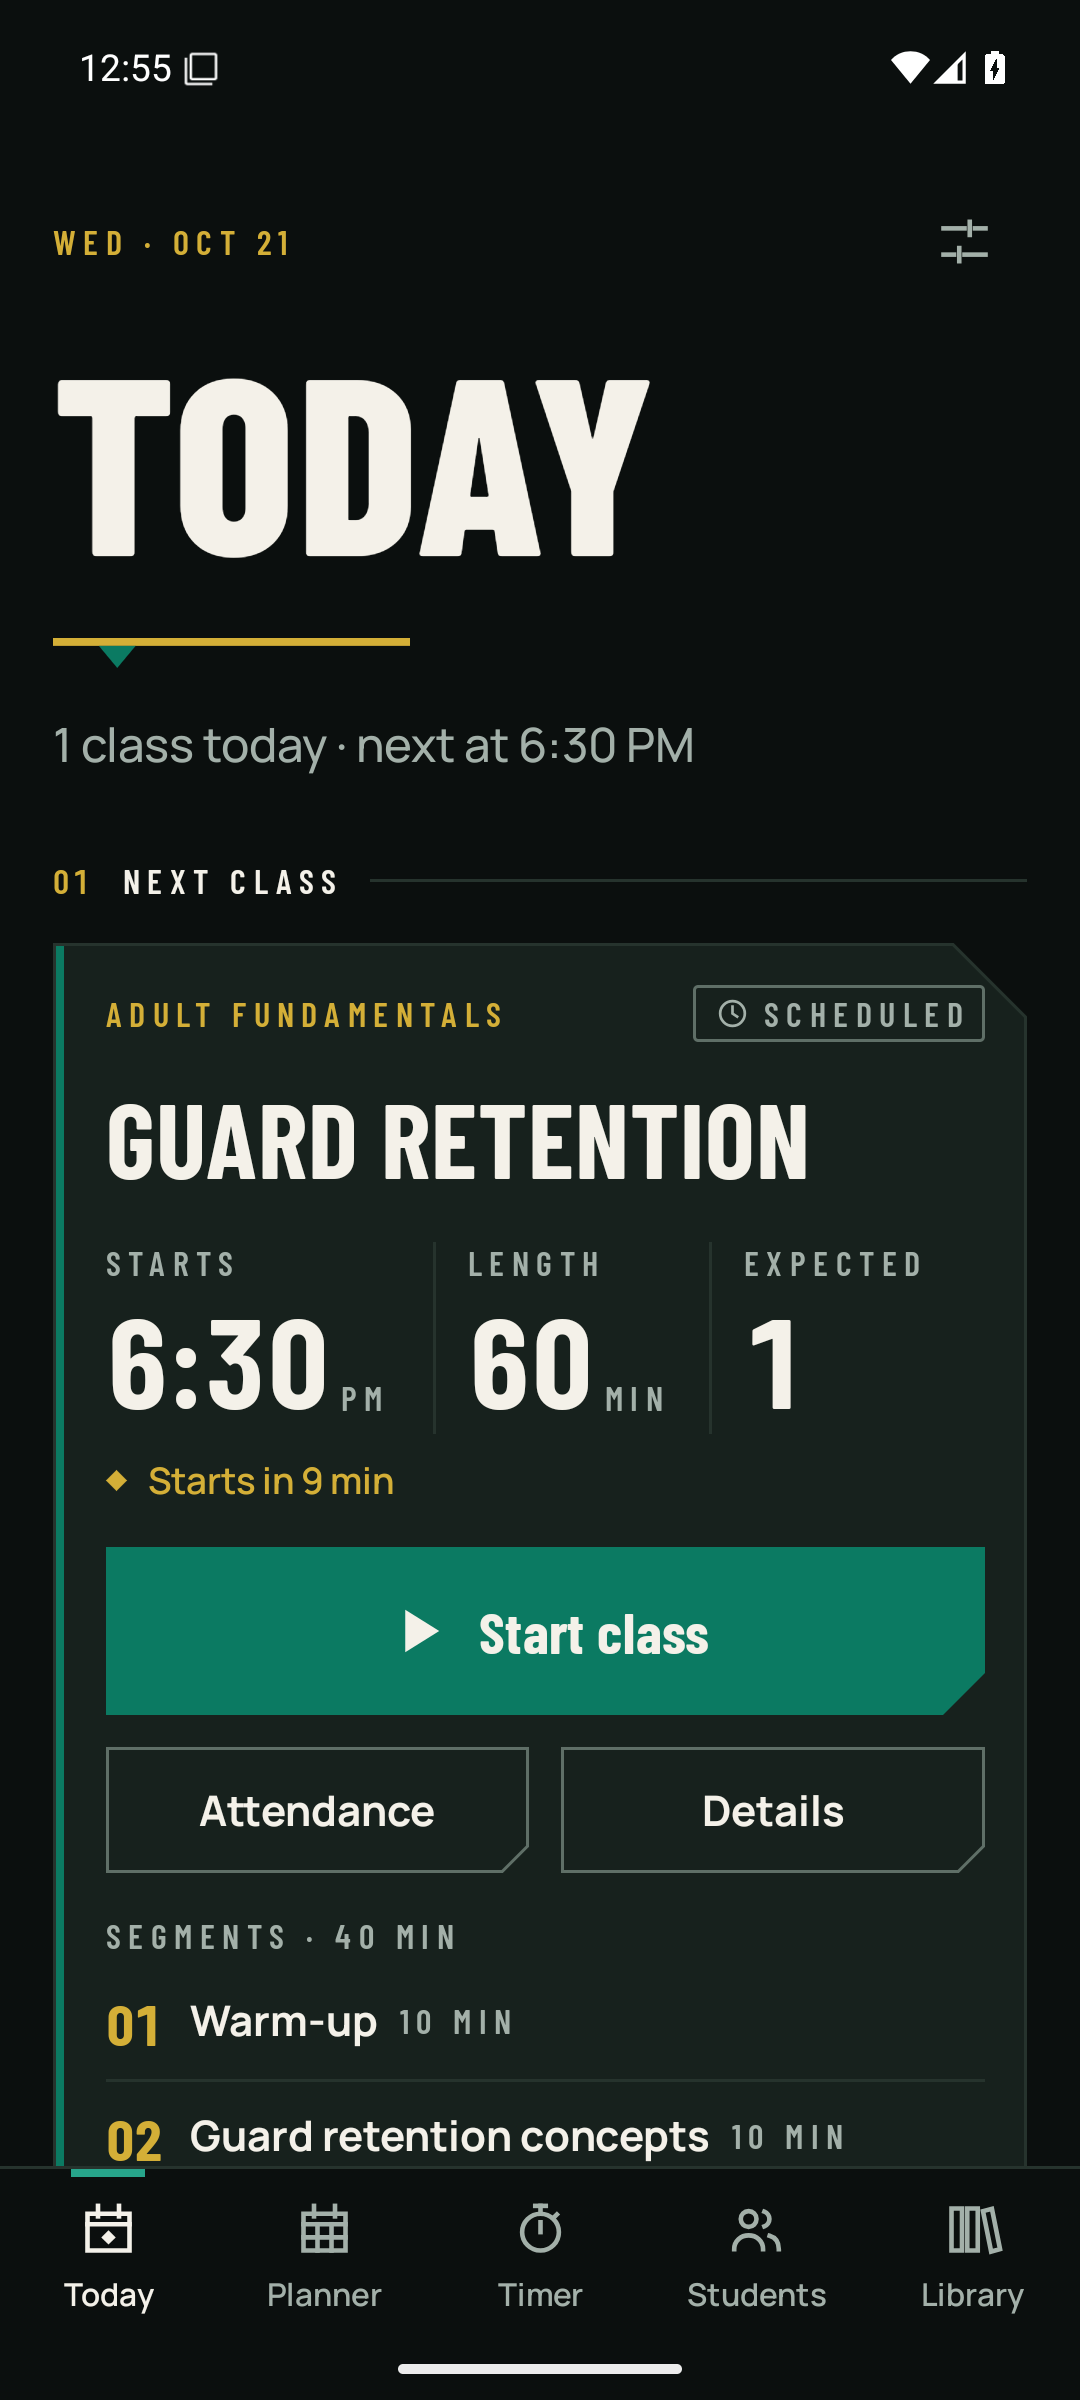 12:55
WED · OCT 21
TODAY
1 class today · next at 6:30 PM
01 NEXT CLASS
ADULT FUNDAMENTALS SCHEDULED
GUARD RETENTION
STARTS LENGTH EXPECTED
6:30 PM 60 MIN 1
Starts in 9 min
Start class
Attendance Details
SEGMENTS · 40 MIN
01 Warm-up 10 MIN
02 Guard retention concepts 10 MIN
Today Planner Timer Students Library